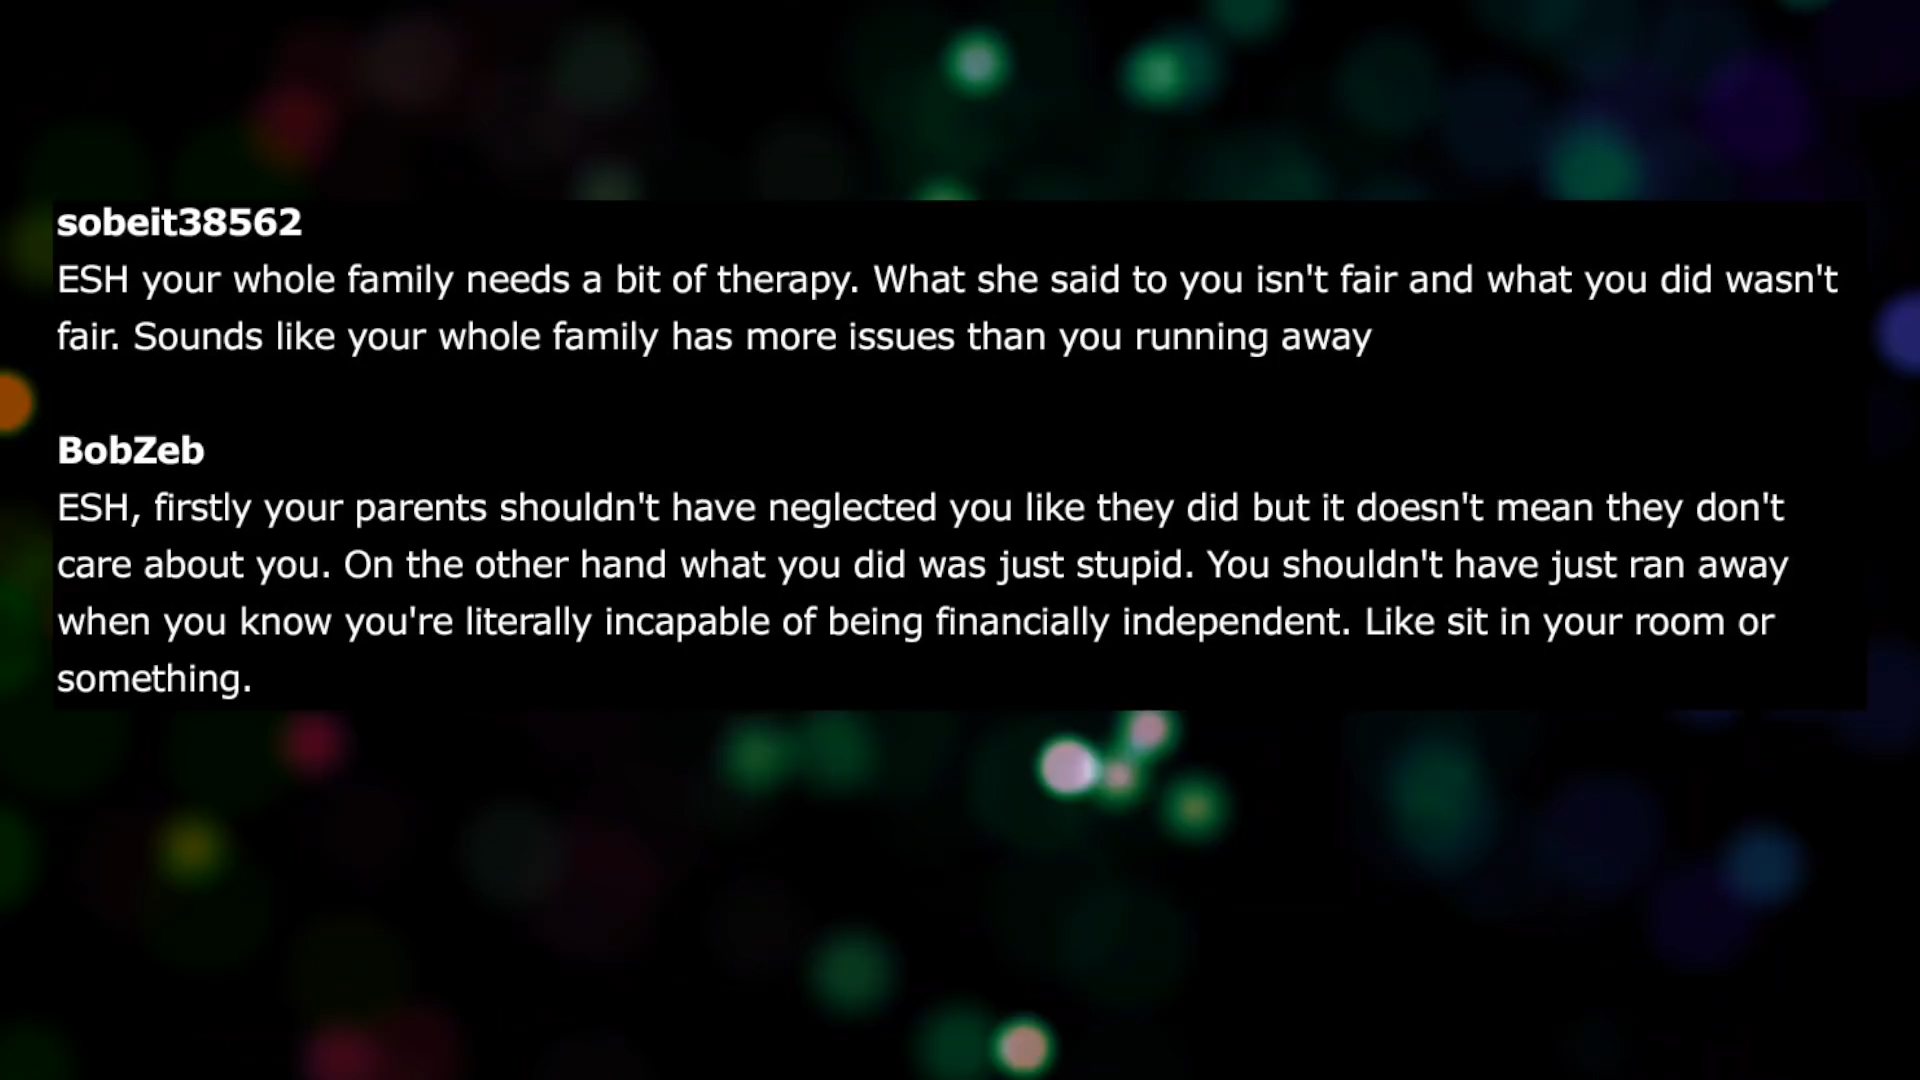 sobeit38562
ESH your whole family needs a bit of therapy. What she said to you isn't fair and what you did wasn't
fair. Sounds like your whole family has more issues than you running away
BobZeb
ESH, firstly your parents shouldn't have neglected you like they did but it doesn't mean they don't
care about you. On the other hand what you did was just stupid. You shouldn't have just ran away
when you know you're literally incapable of being financially independent. Like sit in your room or
something.